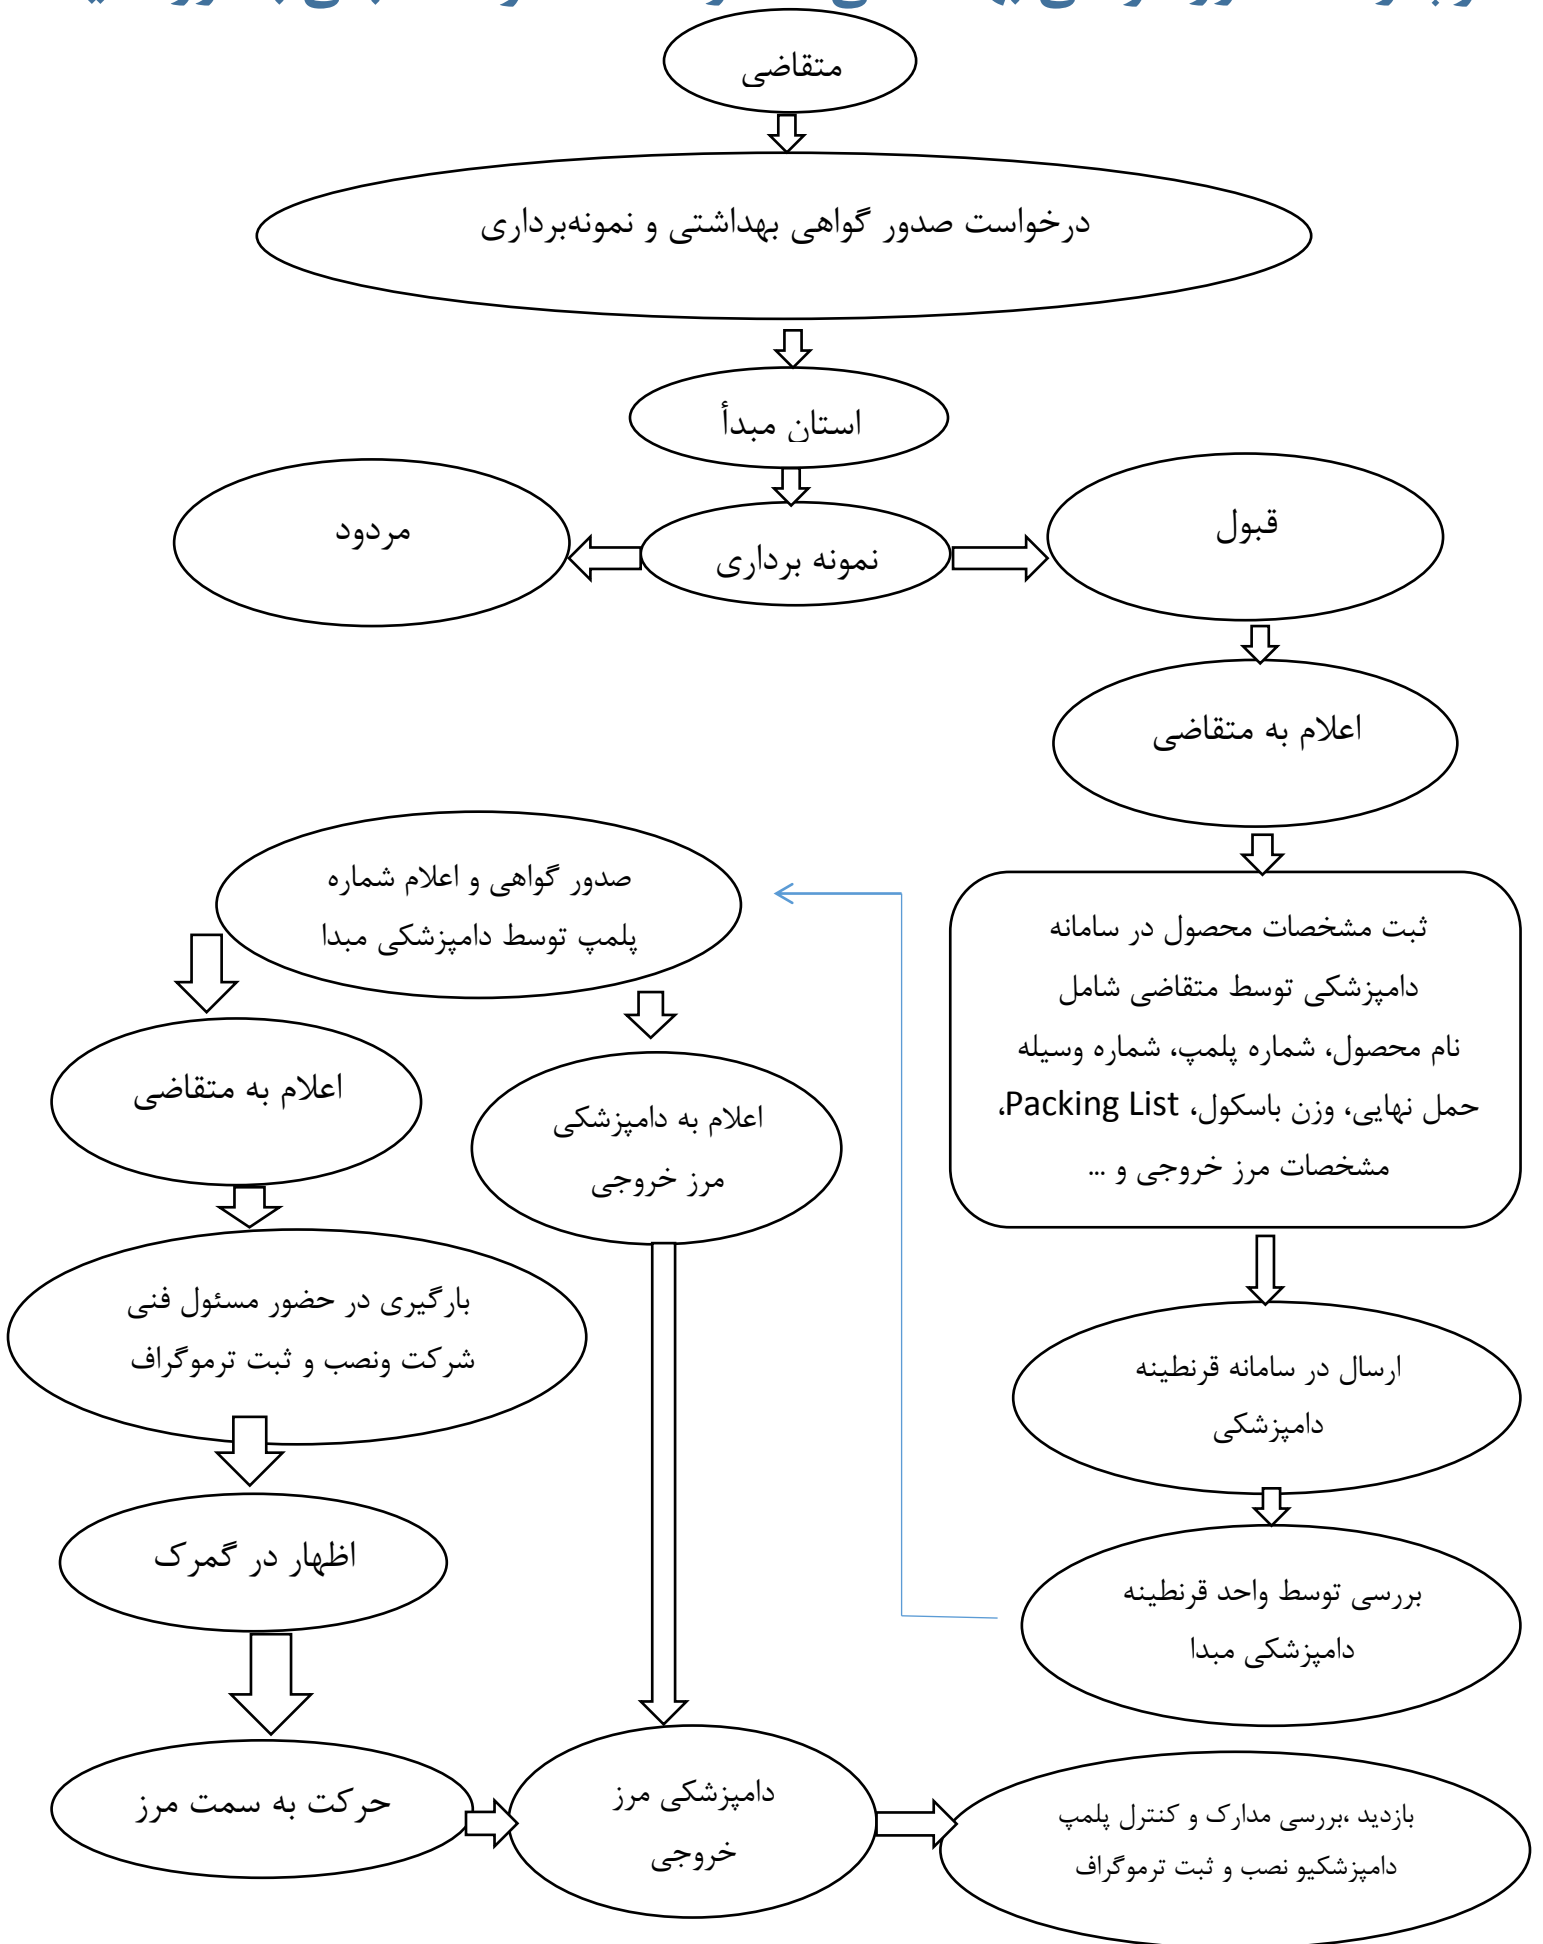 متقاضی
درخواست صدور گواهی بهداشتی و نمونه‌برداری
استان مبدأ
قبول
نمونه برداری
مردود
اعلام به متقاضی
ثبت مشخصات محصول در سامانه
دامپزشکی توسط متقاضی شامل
نام محصول، شماره پلمپ، شماره وسیله
حمل نهایی، وزن باسکول، Packing List،
مشخصات مرز خروجی و ...
ارسال در سامانه قرنطینه
دامپزشکی
بررسی توسط واحد قرنطینه
دامپزشکی مبدا
صدور گواهی و اعلام شماره
پلمپ توسط دامپزشکی مبدا
اعلام به متقاضی
اعلام به دامپزشکی
مرز خروجی
بارگیری در حضور مسئول فنی
شرکت ونصب و ثبت ترموگراف
اظهار در گمرک
حرکت به سمت مرز
دامپزشکی مرز
خروجی
بازدید ،بررسی مدارک و کنترل پلمپ
دامپزشکیو نصب و ثبت ترموگراف